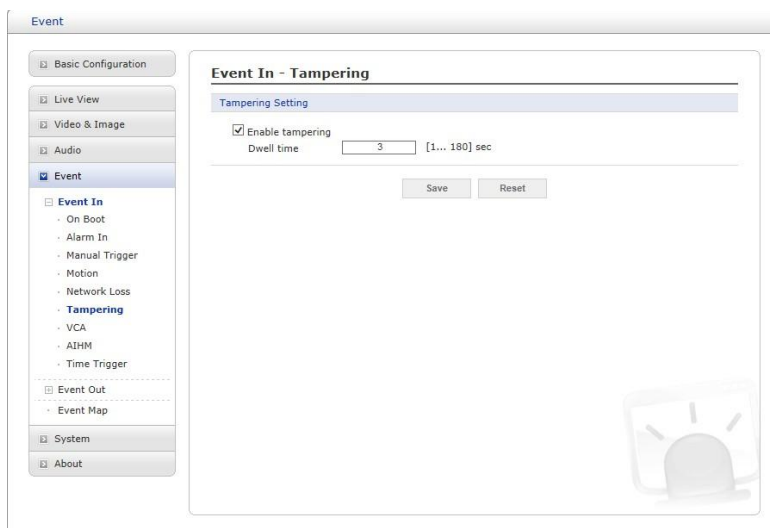 Event
Basic Configuration
Live View
Video & Image
Audio
Event
Event In
On Boot
Alarm In
Manual Trigger
Motion
Network Loss
Tampering
VCA
AIHM
Time Trigger
Event Out
Event Map
System
About
Event In - Tampering
Tampering Setting
Enable tampering
Dwell time 3 [1... 180] sec
Save Reset